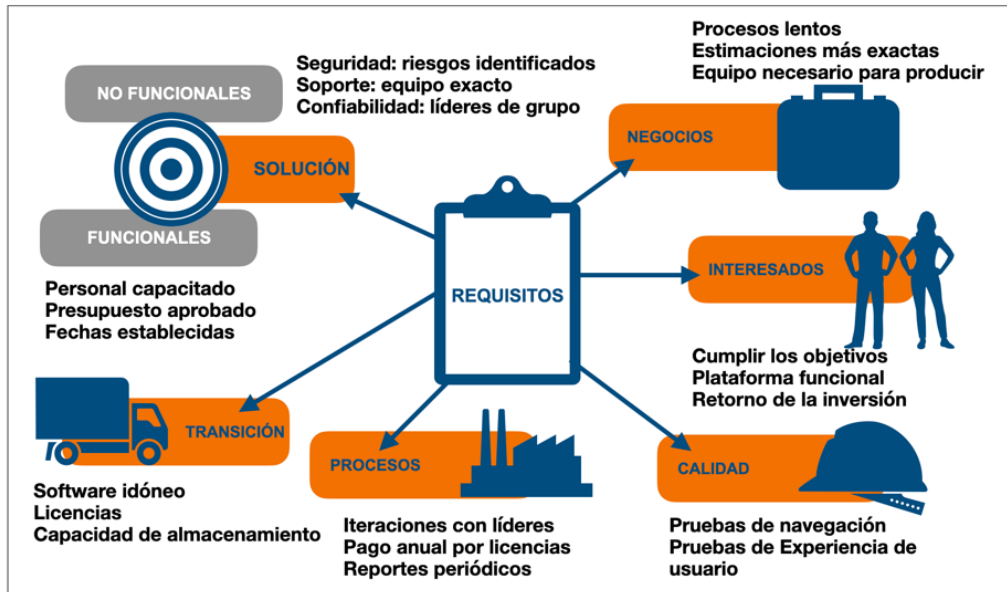 NO FUNCIONALES
Seguridad: riesgos identificados
Soporte: equipo exacto
Confiabilidad: líderes de grupo
SOLUCIÓN
FUNCIONALES
Personal capacitado
Presupuesto aprobado
Fechas establecidas
Procesos lentos
Estimaciones más exactas
Equipo necesario para producir
NEGOCIOS
REQUISITOS
INTERESADOS
Cumplir los objetivos
Plataforma funcional
Retorno de la inversión
TRANSICIÓN
Software idóneo
Licencias
Capacidad de almacenamiento
PROCESOS
Iteraciones con líderes
Pago anual por licencias
Reportes periódicos
CALIDAD
Pruebas de navegación
Pruebas de Experiencia de
usuario